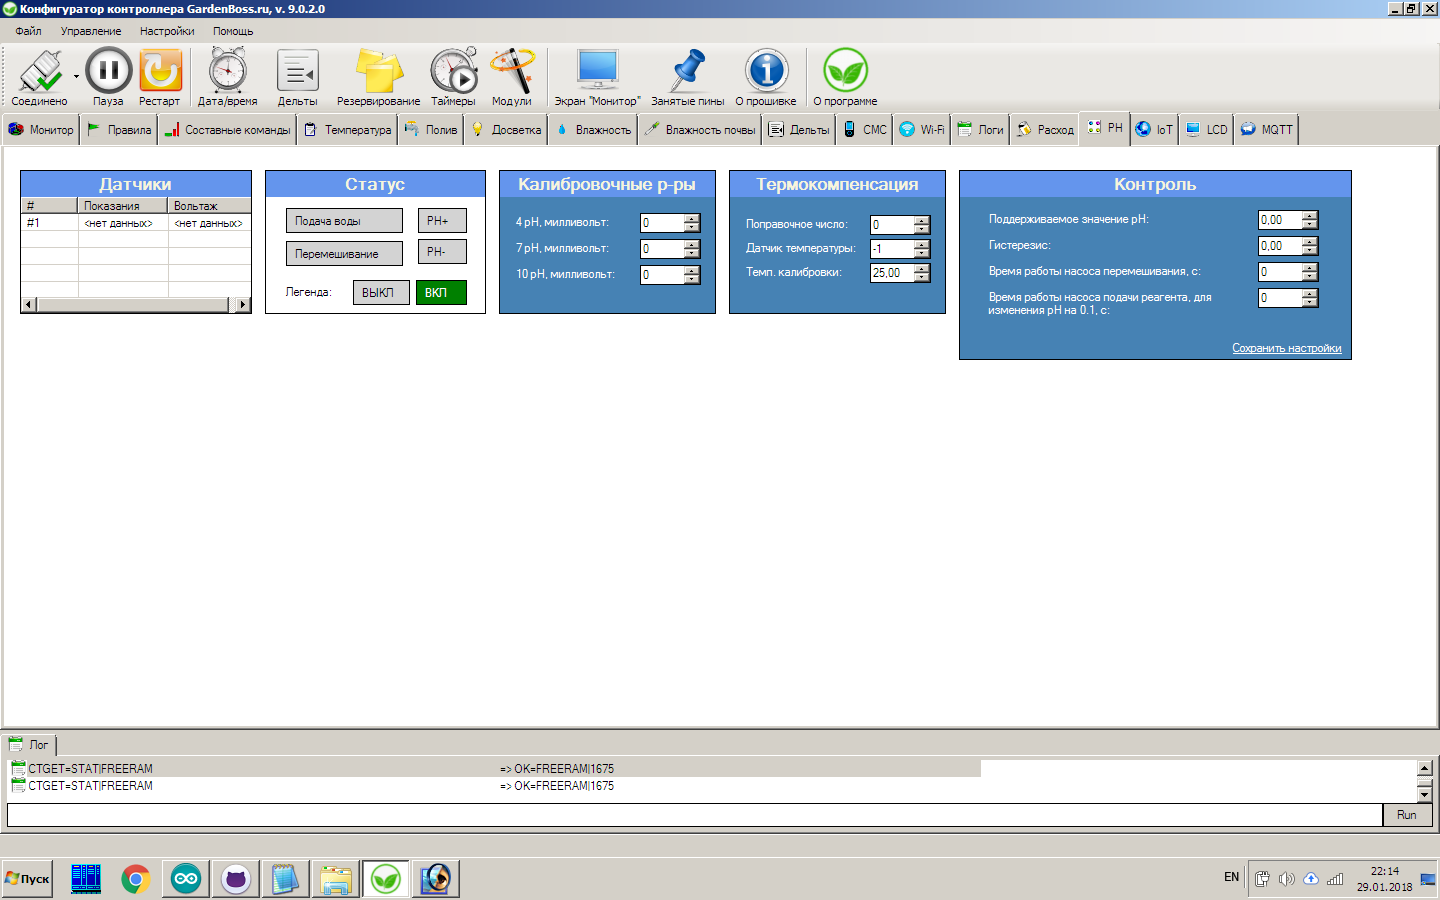 Конфигуратор контроллера GardenBoss.ru, v. 9.0.2.0
Файл Управление Настройки Помощь
Соединено Пауза Рестарт Дата/время Дельты Резервирование Таймеры Модули Экран "Монитор" Занятые пины О прошивке О программе
Монитор Правила Составные команды Температура Полив Досветка Влажность Влажность почвы Дельты СМС Wi-Fi Логи Расход PH IoT LCD MQTT
Датчики
# Показания Вольтаж
#1 <нет данных> <нет данных>
Статус
Подача воды PH+
Перемешивание PH-
Легенда: ВЫКЛ ВКЛ
Калибровочные р-ры
4 pH, милливольт: 0
7 pH, милливольт: 0
10 pH, милливольт: 0
Термокомпенсация
Поправочное число: 0
Датчик температуры: -1
Темп. калибровки: 25,00
Контроль
Поддерживаемое значение pH: 0,00
Гистерезис: 0,00
Время работы насоса перемешивания, с: 0
Время работы насоса подачи реагента, для 0
изменения pH на 0.1, с:
Сохранить настройки
Лог
CTGET=STAT|FREERAM => OK=FREERAM|1675
CTGET=STAT|FREERAM => OK=FREERAM|1675
Run
Пуск EN 22:14
29.01.2018